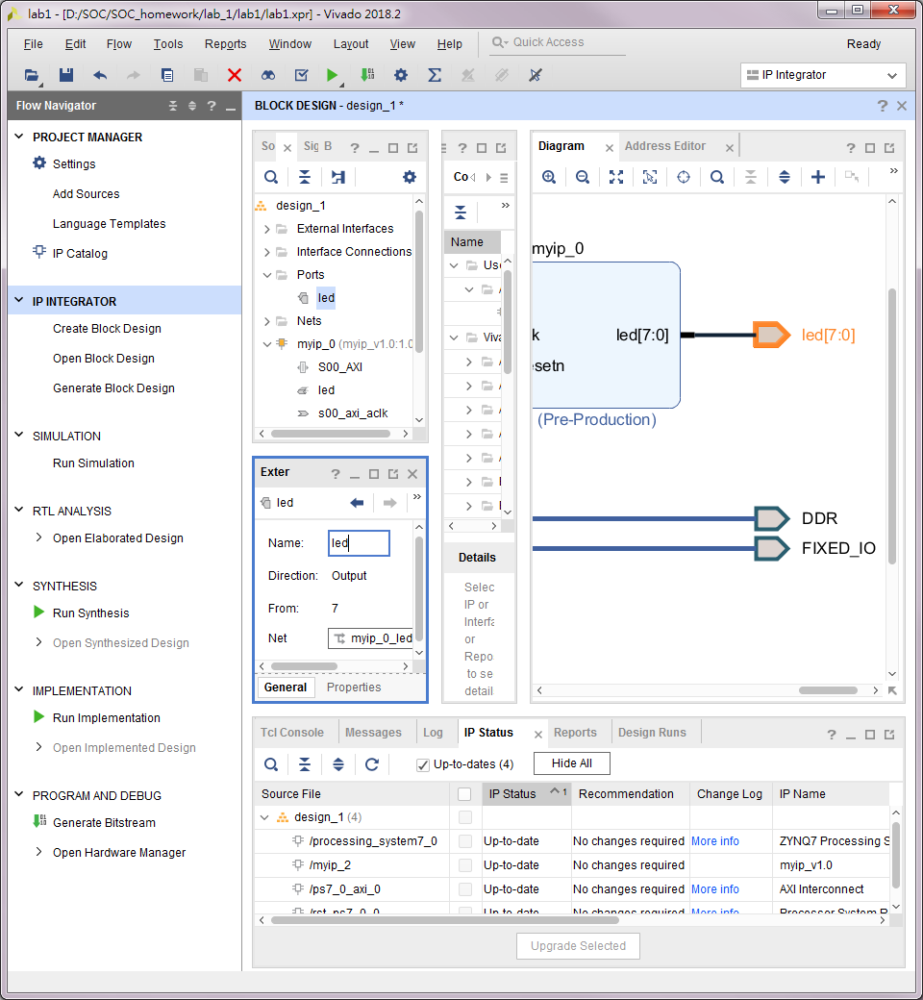 lab1 - [D:/SOC/SOC_homework/lab_1/lab1/lab1.xpr] - Vivado 2018.2
File Edit Flow Tools Reports Window Layout View Help Quick Access Ready
IP Integrator
Flow Navigator
PROJECT MANAGER
Settings
Add Sources
Language Templates
IP Catalog
IP INTEGRATOR
Create Block Design
Open Block Design
Generate Block Design
SIMULATION
Run Simulation
RTL ANALYSIS
Open Elaborated Design
SYNTHESIS
Run Synthesis
Open Synthesized Design
IMPLEMENTATION
Run Implementation
Open Implemented Design
PROGRAM AND DEBUG
Generate Bitstream
Open Hardware Manager
BLOCK DESIGN - design_1 *
So Sig B
design_1
External Interfaces
Interface Connections
Ports
led
Nets
myip_0 (myip_v1.0:1.0
S00_AXI
led
s00_axi_aclk
Exter
led
Name: led
Direction: Output
From: 7
Net myip_0_led
General Properties
Co
Name
Use
Viva
Details
Selec
IP or
Interfa
or
Repo
to se
detail
Diagram Address Editor
myip_0
k led[7:0] led[7:0]
esetn
(Pre-Production)
DDR
FIXED_IO
Tcl Console Messages Log IP Status Reports Design Runs
Up-to-dates (4) Hide All
Source File IP Status 1 Recommendation Change Log IP Name
design_1 (4)
/processing_system7_0 Up-to-date No changes required More info ZYNQ7 Processing S
/myip_2 Up-to-date No changes required myip_v1.0
/ps7_0_axi_0 Up-to-date No changes required More info AXI Interconnect
/rst_ps7_0_0 Up-to-date No changes required More info Processor System R
Upgrade Selected